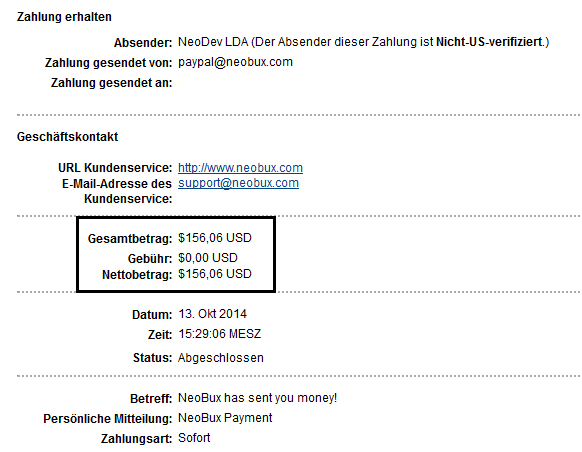 Zahlung erhalten
Absender: NeoDev LDA (Der Absender dieser Zahlung ist Nicht-US-verifiziert.)
Zahlung gesendet von: paypal@neobux.com
Zahlung gesendet an:
Geschäftskontakt
URL Kundenservice: http://www.neobux.com
E-Mail-Adresse des support@neobux.com
Kundenservice:
Gesamtbetrag: $156,06 USD
Gebühr: $0,00 USD
Nettobetrag: $156,06 USD
Datum: 13. Okt 2014
Zeit: 15:29:06 MESZ
Status: Abgeschlossen
Betreff: NeoBux has sent you money!
Persönliche Mitteilung: NeoBux Payment
Zahlungsart: Sofort